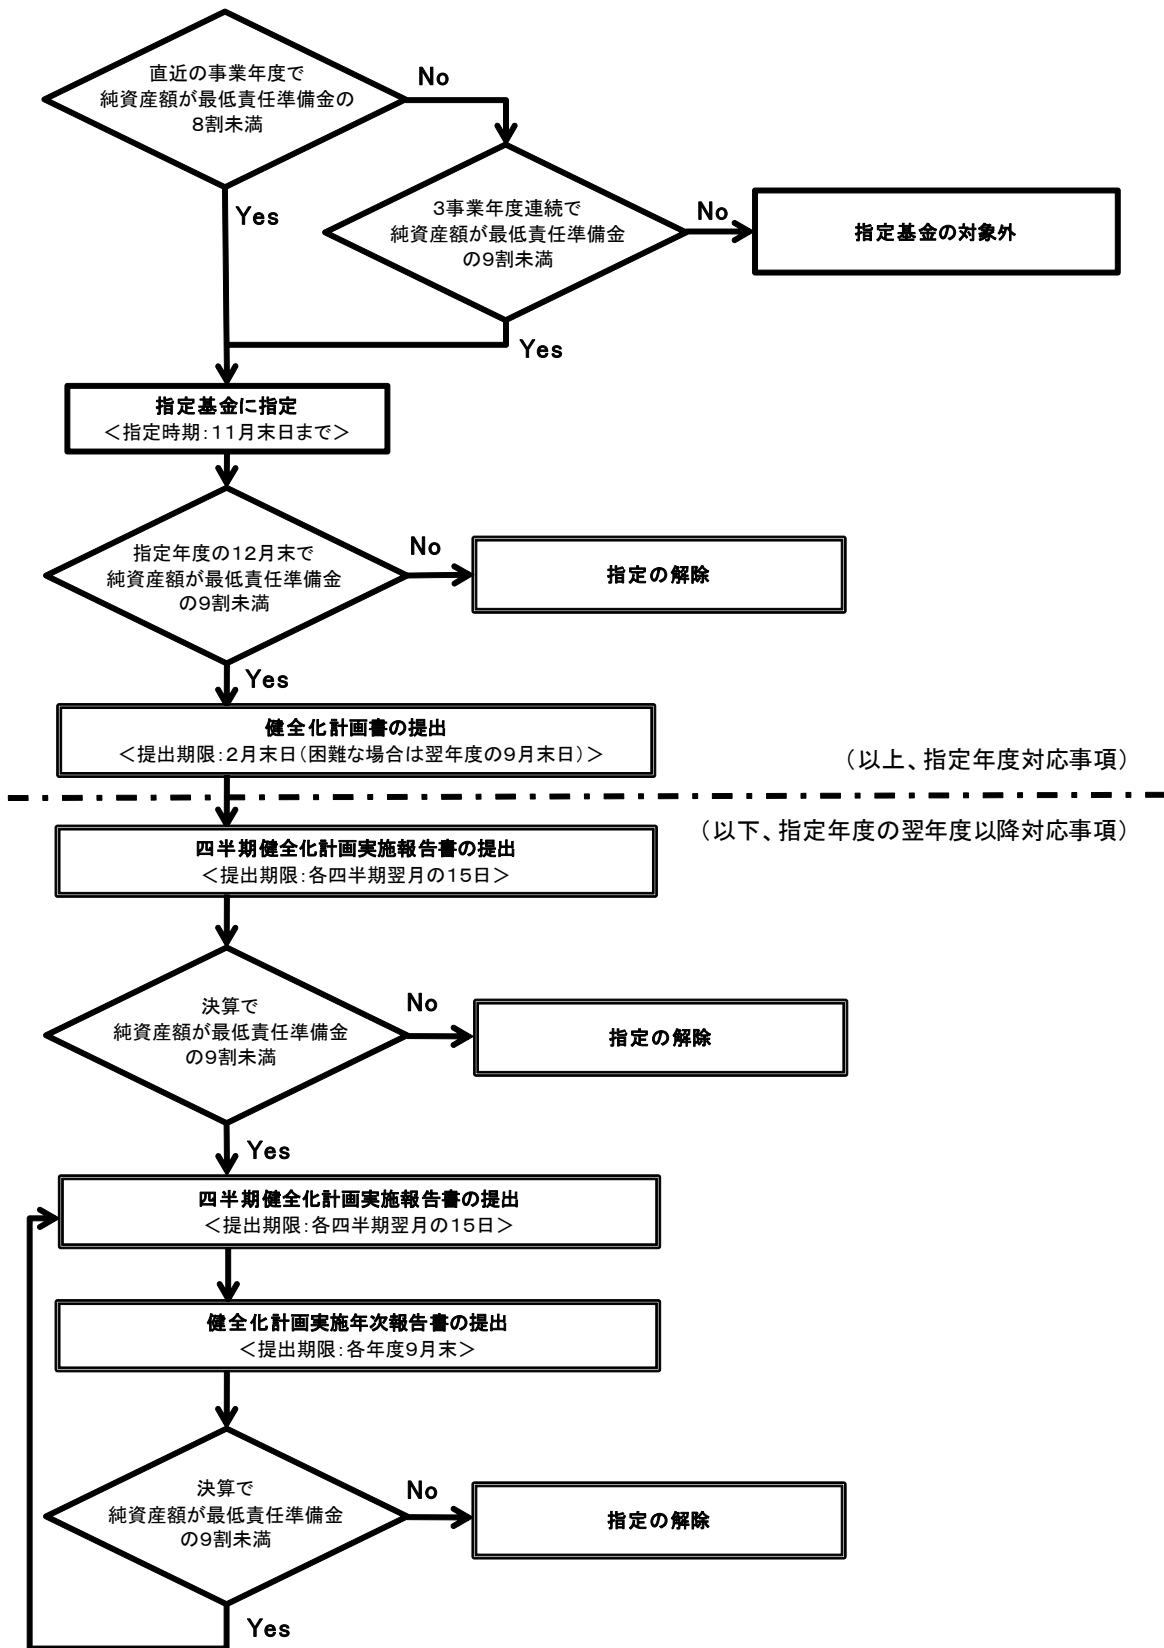 直近の事業年度で
純資産額が最低責任準備金の
8割未満
No
Yes
3事業年度連続で
純資産額が最低責任準備金
の9割未満
No
指定基金の対象外
Yes
指定基金に指定
＜指定時期：11月末日まで＞
指定年度の12月末で
純資産額が最低責任準備金
の9割未満
No
指定の解除
Yes
健全化計画書の提出
＜提出期限：2月末日（困難な場合は翌年度の9月末日）＞
（以上、指定年度対応事項）
（以下、指定年度の翌年度以降対応事項）
四半期健全化計画実施報告書の提出
＜提出期限：各四半期翌月の15日＞
決算で
純資産額が最低責任準備金
の9割未満
No
指定の解除
Yes
四半期健全化計画実施報告書の提出
＜提出期限：各四半期翌月の15日＞
健全化計画実施年次報告書の提出
＜提出期限：各年度9月末＞
決算で
純資産額が最低責任準備金
の9割未満
No
指定の解除
Yes